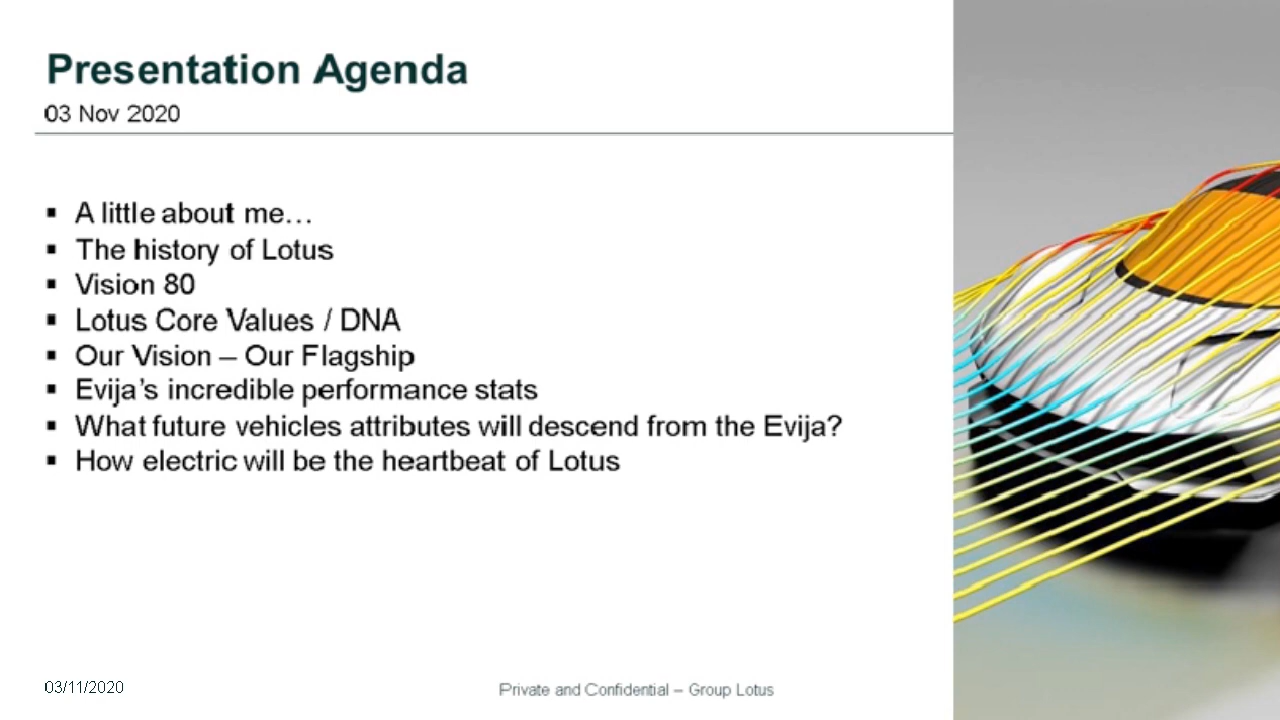 Presentation Agenda
03 Nov 2020
▪ A little about me…
▪ The history of Lotus
▪ Vision 80
▪ Lotus Core Values / DNA
▪ Our Vision – Our Flagship
▪ Evija’s incredible performance stats
▪ What future vehicles attributes will descend from the Evija?
▪ How electric will be the heartbeat of Lotus
03/11/2020
Private and Confidential – Group Lotus